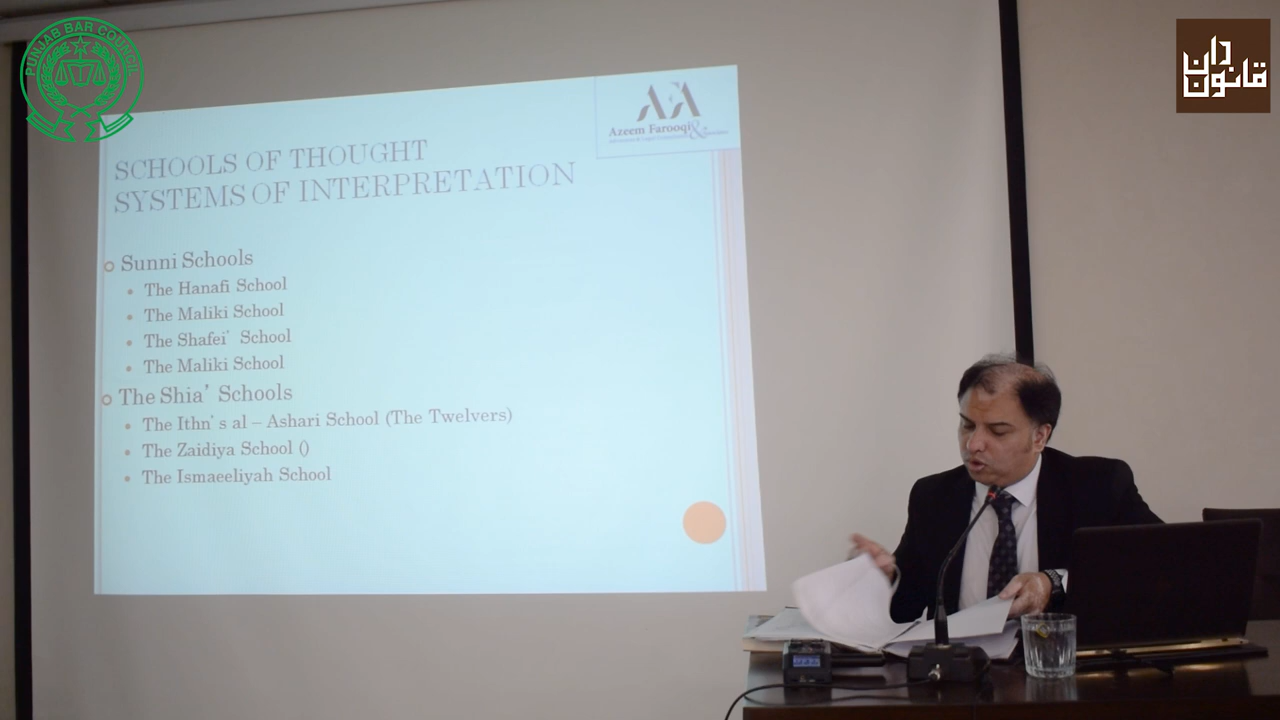 PUNJAB BAR COUNCIL
قانون دان
AFA
Azeem Farooqi &
SCHOOLS OF THOUGHT
SYSTEMS OF INTERPRETATION
Sunni Schools
The Hanafi School
The Maliki School
The Shafei' School
The Maliki School
The Shia' Schools
The Ithn's al – Ashari School (The Twelvers)
The Zaidiya School ()
The Ismaeeliyah School